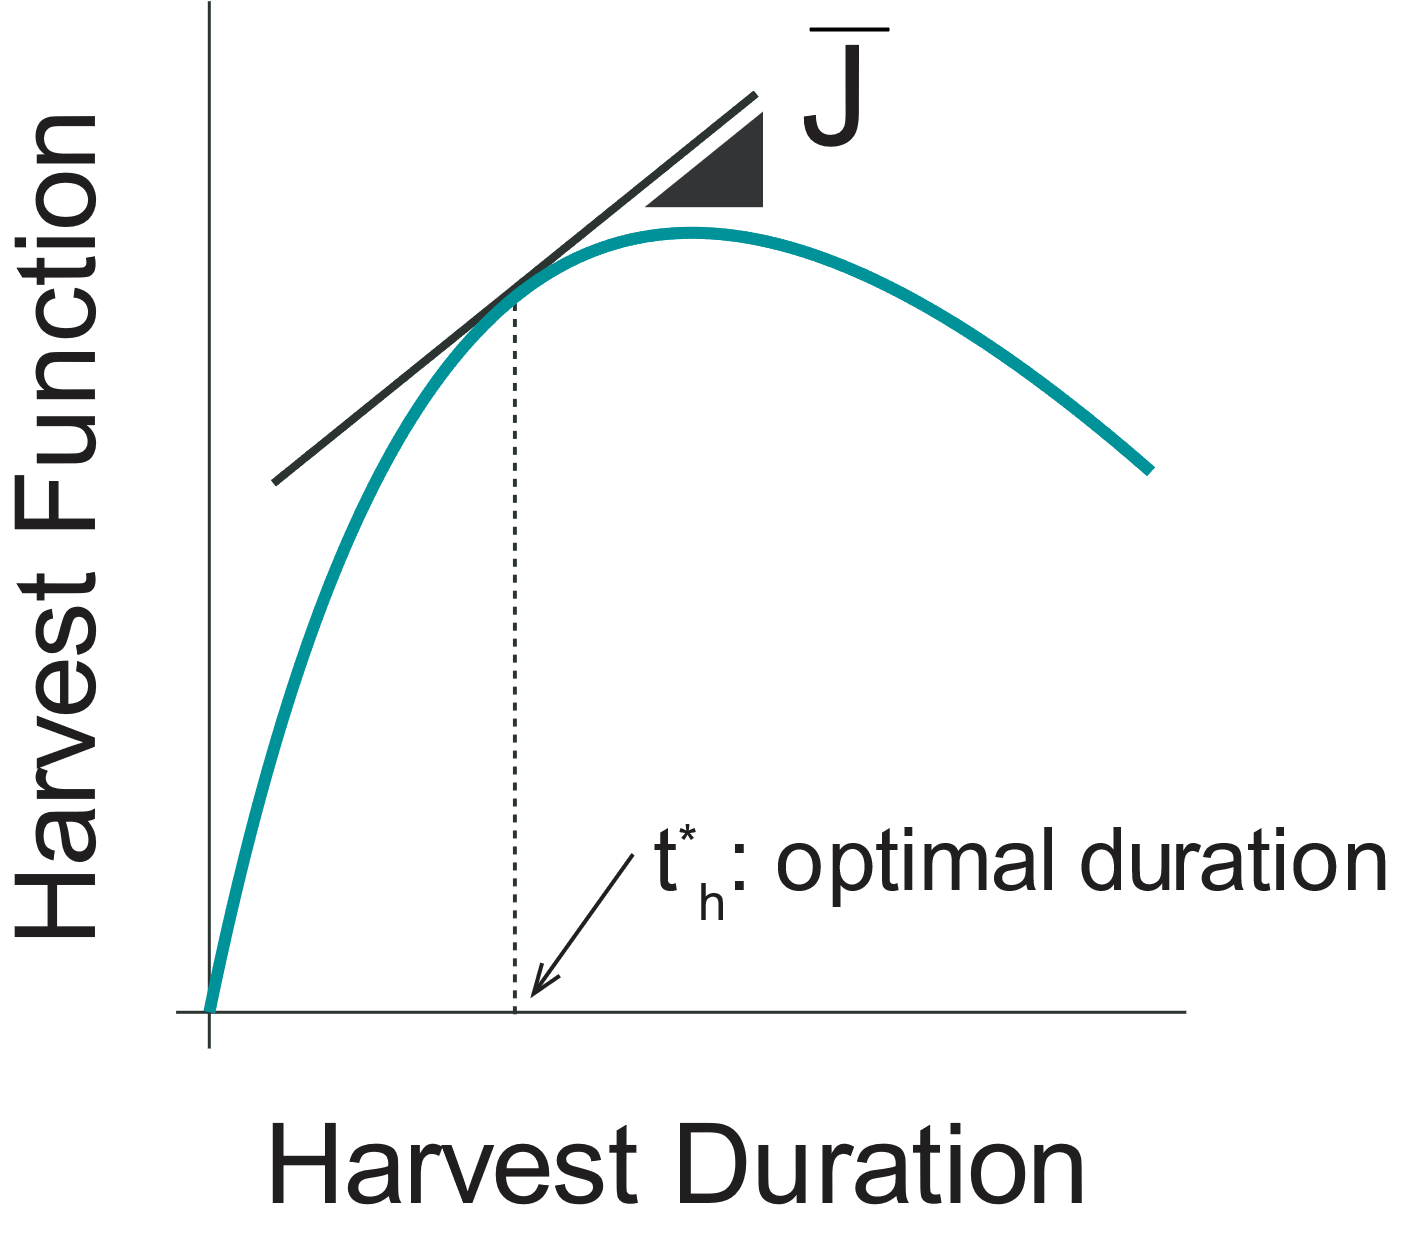 J̅
Harvest Function
t*h: optimal duration
Harvest Duration